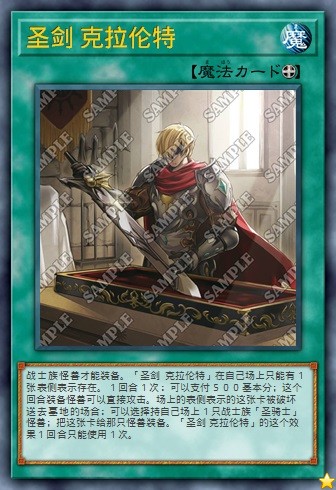 圣剑 克拉伦特
魔
【魔法カード】
SAMPLE
战士族怪兽才能装备。「圣剑 克拉伦特」在自己场上只能有1
张表侧表示存在。1回合1次；可以支付500基本分；这个
回合装备怪兽可以直接攻击。场上的表侧表示的这张卡被破坏
送去墓地的场合；可以选择持自己场上1只战士族「圣骑士」
怪兽；把这张卡给那只怪兽装备。「圣剑 克拉伦特」的这个效
果1回合只能使用1次。